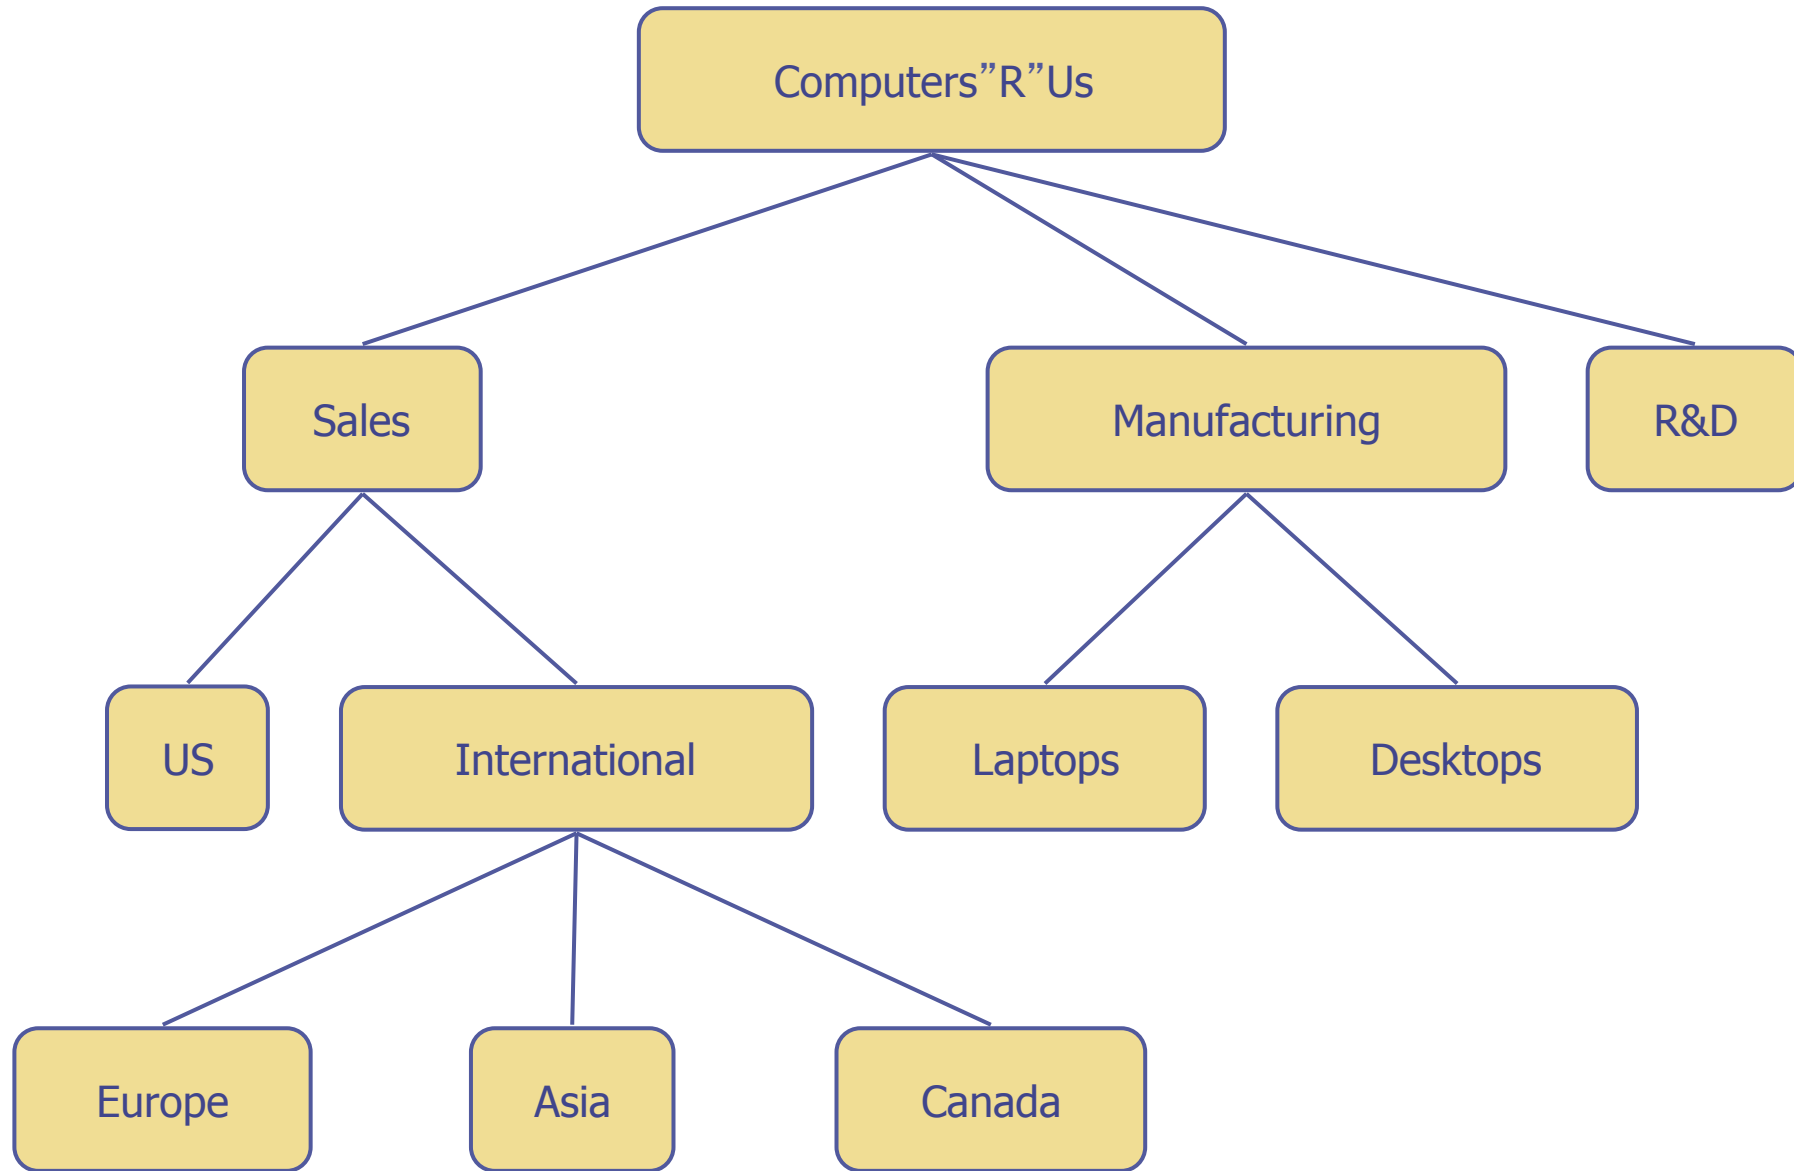 Computers”R”Us
Sales
Manufacturing
R&D
US
International
Laptops
Desktops
Europe
Asia
Canada